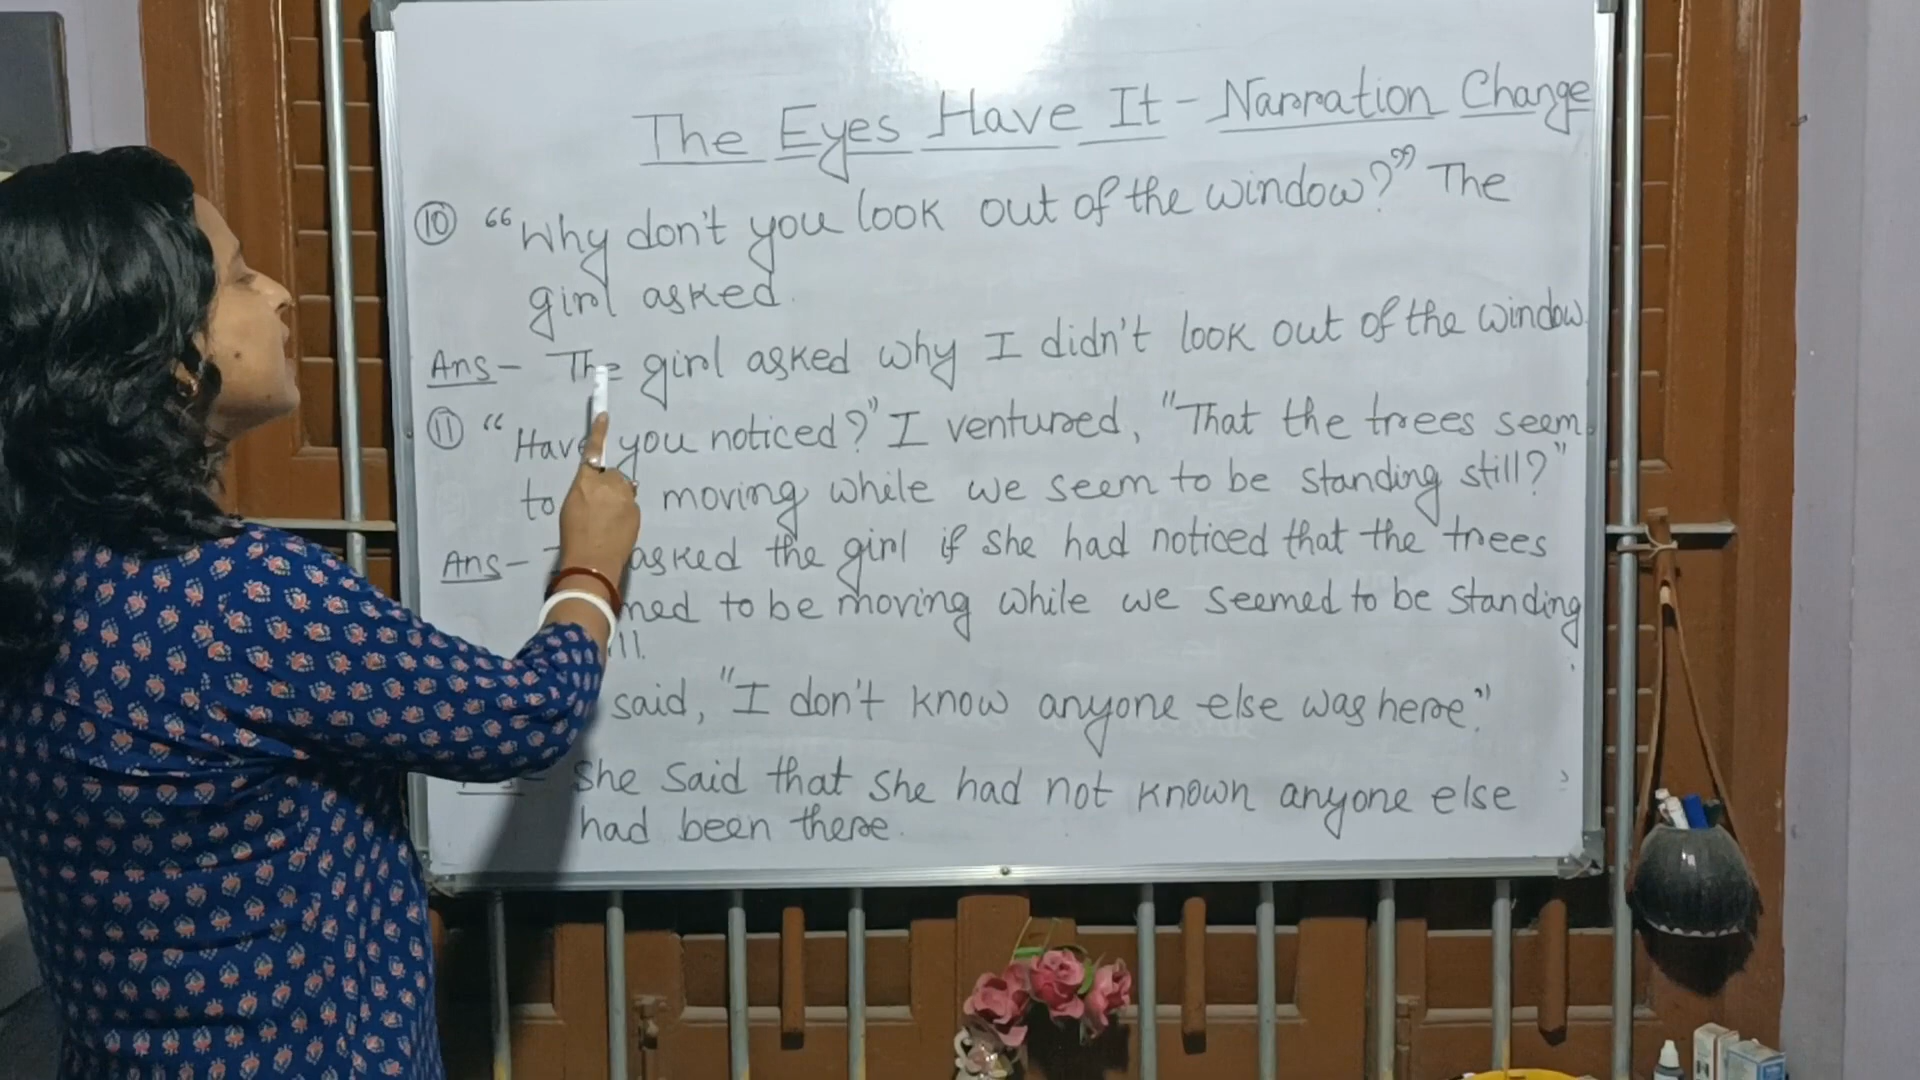 The Eyes Have It - Narration Change
⑩ "Why don't you look out of the window?" The
girl asked.
Ans- The girl asked why I didn't look out of the window.
⑪ "Have you noticed?" I ventured, "That the trees seem
to moving while we seem to be standing still?"
Ans- asked the girl if she had noticed that the trees
to be moving while we seemed to be standing
said, "I don't know anyone else was here."
She said that she had not known anyone else
had been there.